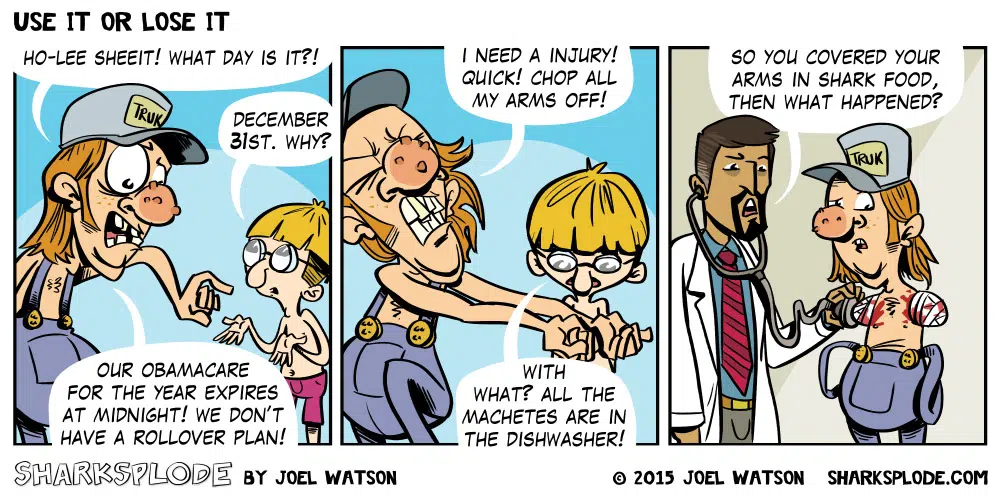 USE IT OR LOSE IT
HO-LEE SHEEIT! WHAT DAY IS IT?!
TRUK
DECEMBER
31ST. WHY?
OUR OBAMACARE
FOR THE YEAR EXPIRES
AT MIDNIGHT! WE DON'T
HAVE A ROLLOVER PLAN!
I NEED A INJURY!
QUICK! CHOP ALL
MY ARMS OFF!
WITH
WHAT? ALL THE
MACHETES ARE IN
THE DISHWASHER!
SO YOU COVERED YOUR
ARMS IN SHARK FOOD,
THEN WHAT HAPPENED?
TRUK
SHARKSPLODE BY JOEL WATSON
© 2015 JOEL WATSON SHARKSPLODE.COM